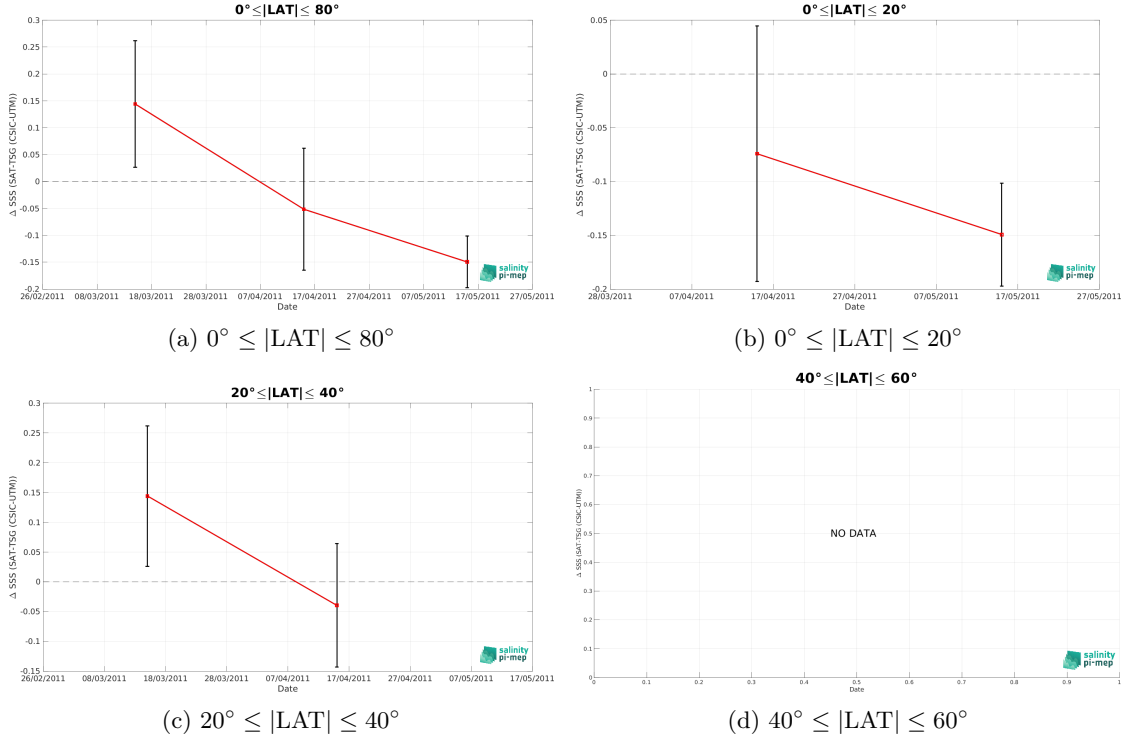 0°≤|LAT|≤ 80°
0.3
0.25
0.2
0.15
0.1
0.05
0
-0.05
-0.1
-0.15
-0.2
Δ SSS (SAT-TSG (CSIC-UTM))
26/02/2011 08/03/2011 18/03/2011 28/03/2011 07/04/2011 17/04/2011 27/04/2011 07/05/2011 17/05/2011 27/05/2011
Date
salinity
pi-mep
(a) 0° ≤ |LAT| ≤ 80°
0°≤|LAT|≤ 20°
0.05
0
-0.05
-0.1
-0.15
-0.2
Δ SSS (SAT-TSG (CSIC-UTM))
28/03/2011 07/04/2011 17/04/2011 27/04/2011 07/05/2011 17/05/2011 27/05/2011
Date
salinity
pi-mep
(b) 0° ≤ |LAT| ≤ 20°
20°≤|LAT|≤ 40°
0.3
0.25
0.2
0.15
0.1
0.05
0
-0.05
-0.1
-0.15
Δ SSS (SAT-TSG (CSIC-UTM))
26/02/2011 08/03/2011 18/03/2011 28/03/2011 07/04/2011 17/04/2011 27/04/2011 07/05/2011 17/05/2011
Date
salinity
pi-mep
(c) 20° ≤ |LAT| ≤ 40°
40°≤|LAT|≤ 60°
1
0.9
0.8
0.7
0.6
0.5
0.4
0.3
0.2
0.1
0
Δ SSS (SAT-TSG (CSIC-UTM))
NO DATA
0 0.1 0.2 0.3 0.4 0.5 0.6 0.7 0.8 0.9 1
Date
salinity
pi-mep
(d) 40° ≤ |LAT| ≤ 60°